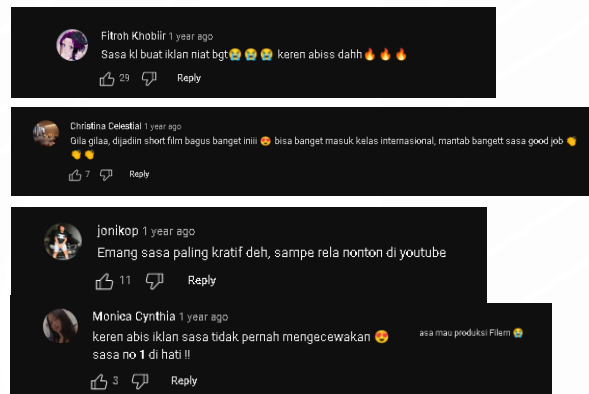 Fitroh Khobiir 1 year ago
Sasa kl buat iklan niat bgt😭😭😭 keren abiss dahh🔥🔥🔥
29 Reply
Christina Celestial 1 year ago
Gila gilaa, dijadiin short film bagus banget iniii 😍 bisa banget masuk kelas internasional, mantab bangett sasa good job 👏
👏👏
7 Reply
jonikop 1 year ago
Emang sasa paling kratif deh, sampe rela nonton di youtube
11 Reply
Monica Cynthia 1 year ago
keren abis iklan sasa tidak pernah mengecewakan 😍
sasa no 1 di hati !!
3 Reply
asa mau produksi Filem 😭